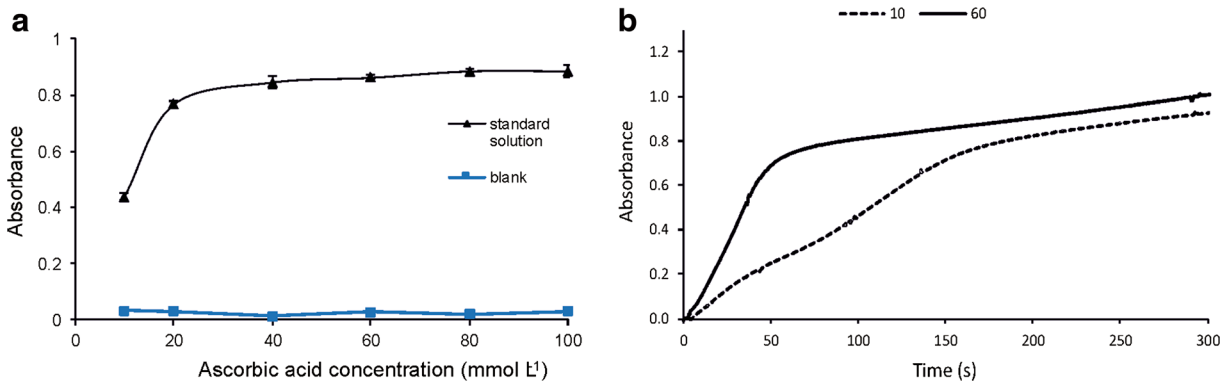 a
1
0.8
0.6
0.4
0.2
0
0 20 40 60 80 100
Absorbance
Ascorbic acid concentration (mmol L¹)
standard
solution
blank
b
10 60
1.2
1.0
0.8
0.6
0.4
0.2
0.0
0 50 100 150 200 250 300
Absorbance
Time (s)